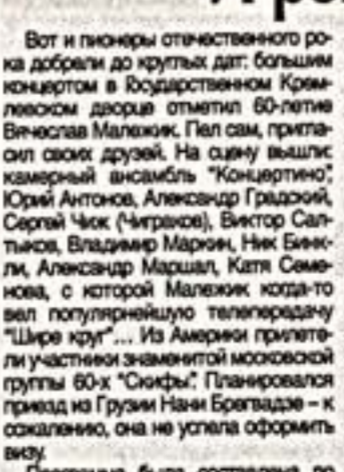 Вот и пионеры отечественного ро-
ка добрели до круглых дат: большим
концертом в Государственном Крем-
левском дворце отметил 60-летие
Вячеслав Малежик. Пел сам, пригла-
сил своих друзей. На сцену вышли:
камерный ансамбль "Концертино",
Юрий Антонов, Александр Градский,
Сергей Чиж (Чиграков), Виктор Сал-
тыков, Владимир Маркин, Ник Бинк-
ли, Александр Маршал, Катя Семе-
нова, с которой Малежик когда-то
вел популярнейшую телепередачу
"Шире круг"... Из Америки прилете-
ли участники знаменитой московской
группы 60-х "Скифы". Планировался
приезд из Грузии Нани Брегвадзе – к
сожалению, она не успела оформить
визу.